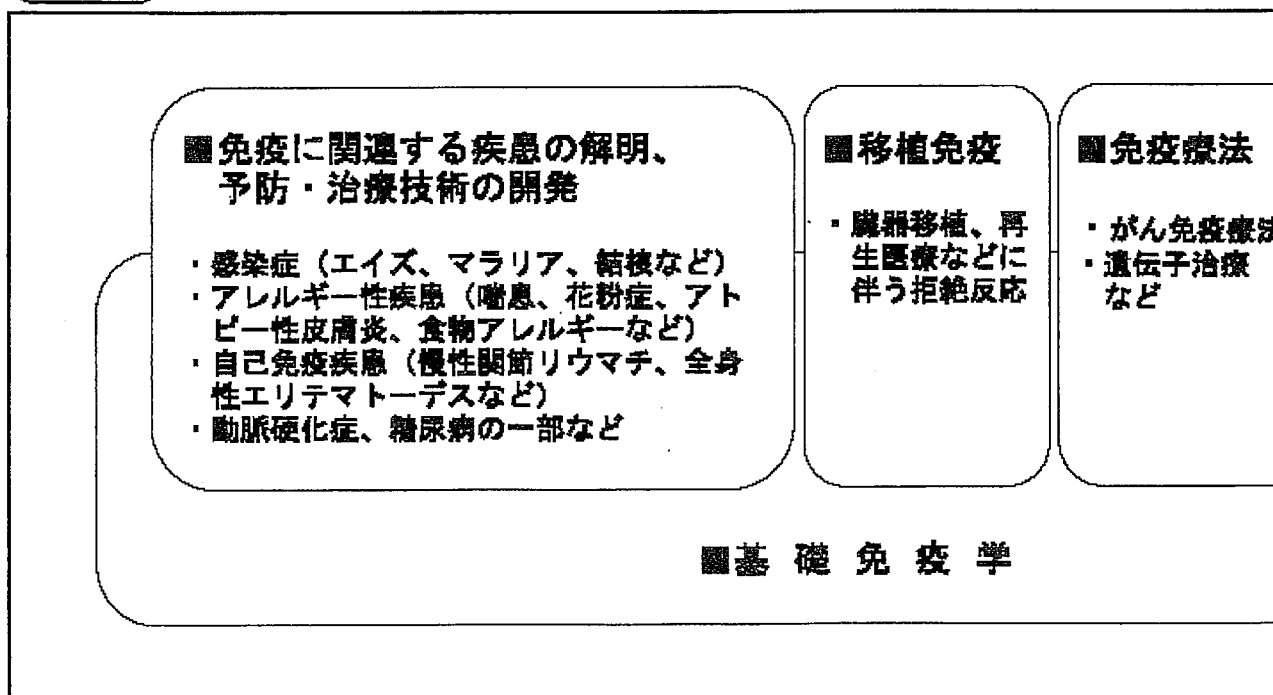 ■免疫に関連する疾患の解明、
予防・治療技術の開発
・感染症（エイズ、マラリア、結核など）
・アレルギー性疾患（喘息、花粉症、アト
ピー性皮膚炎、食物アレルギーなど）
・自己免疫疾患（慢性関節リウマチ、全身
性エリテマトーデスなど）
・動脈硬化症、糖尿病の一部など
■移植免疫
・臓器移植、再
生医療などに
伴う拒絶反応
■免疫療法
・がん免疫療法
・遺伝子治療
など
■基礎免疫学